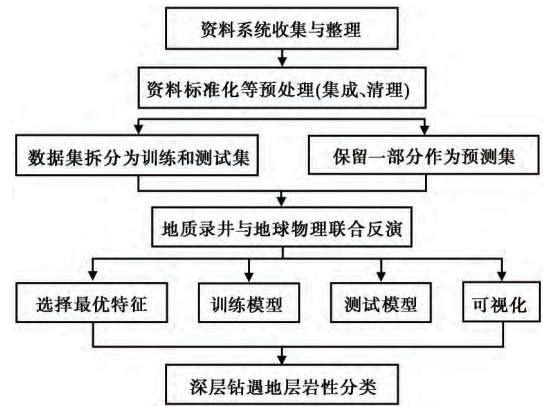 资料系统收集与整理
资料标准化等预处理(集成、清理)
数据集拆分为训练和测试集
保留一部分作为预测集
地质录井与地球物理联合反演
选择最优特征
训练模型
测试模型
可视化
深层钻遇地层岩性分类